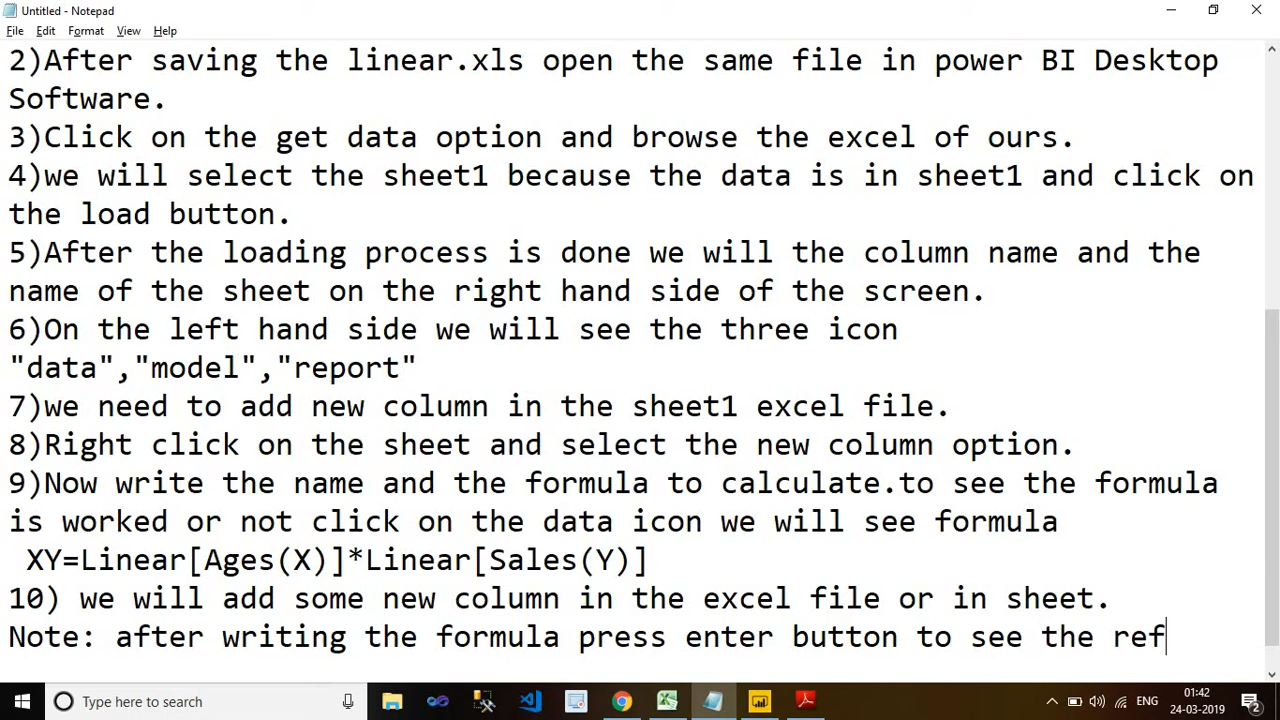 Untitled - Notepad
File Edit Format View Help
2)After saving the linear.xls open the same file in power BI Desktop
Software.
3)Click on the get data option and browse the excel of ours.
4)we will select the sheet1 because the data is in sheet1 and click on
the load button.
5)After the loading process is done we will the column name and the
name of the sheet on the right hand side of the screen.
6)On the left hand side we will see the three icon
"data","model","report"
7)we need to add new column in the sheet1 excel file.
8)Right click on the sheet and select the new column option.
9)Now write the name and the formula to calculate.to see the formula
is worked or not click on the data icon we will see formula
XY=Linear[Ages(X)]*Linear[Sales(Y)]
10) we will add some new column in the excel file or in sheet.
Note: after writing the formula press enter button to see the ref
Type here to search
ENG
01:42
24-03-2019
2